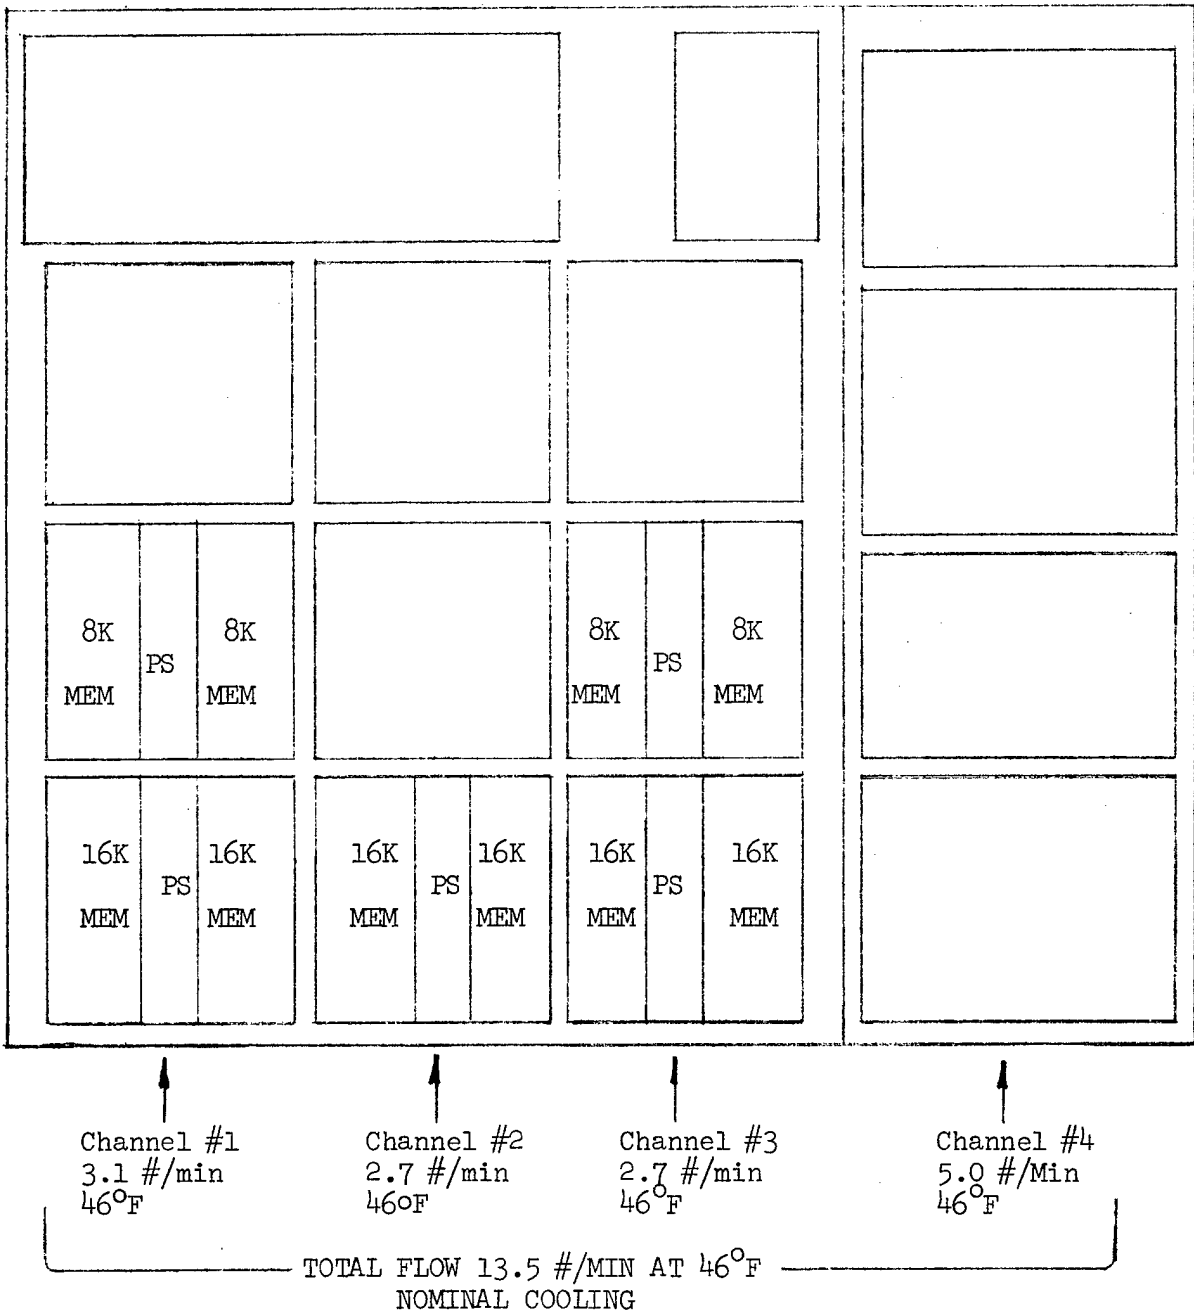 8K 8K 8K 8K
PS PS
MEM MEM MEM MEM
16K 16K 16K 16K 16K 16K
PS PS PS
MEM MEM MEM MEM MEM MEM
Channel #1
3.1 #/min
46°F
Channel #2
2.7 #/min
46oF
Channel #3
2.7 #/min
46°F
Channel #4
5.0 #/Min
46°F
TOTAL FLOW 13.5 #/MIN AT 46°F
NOMINAL COOLING